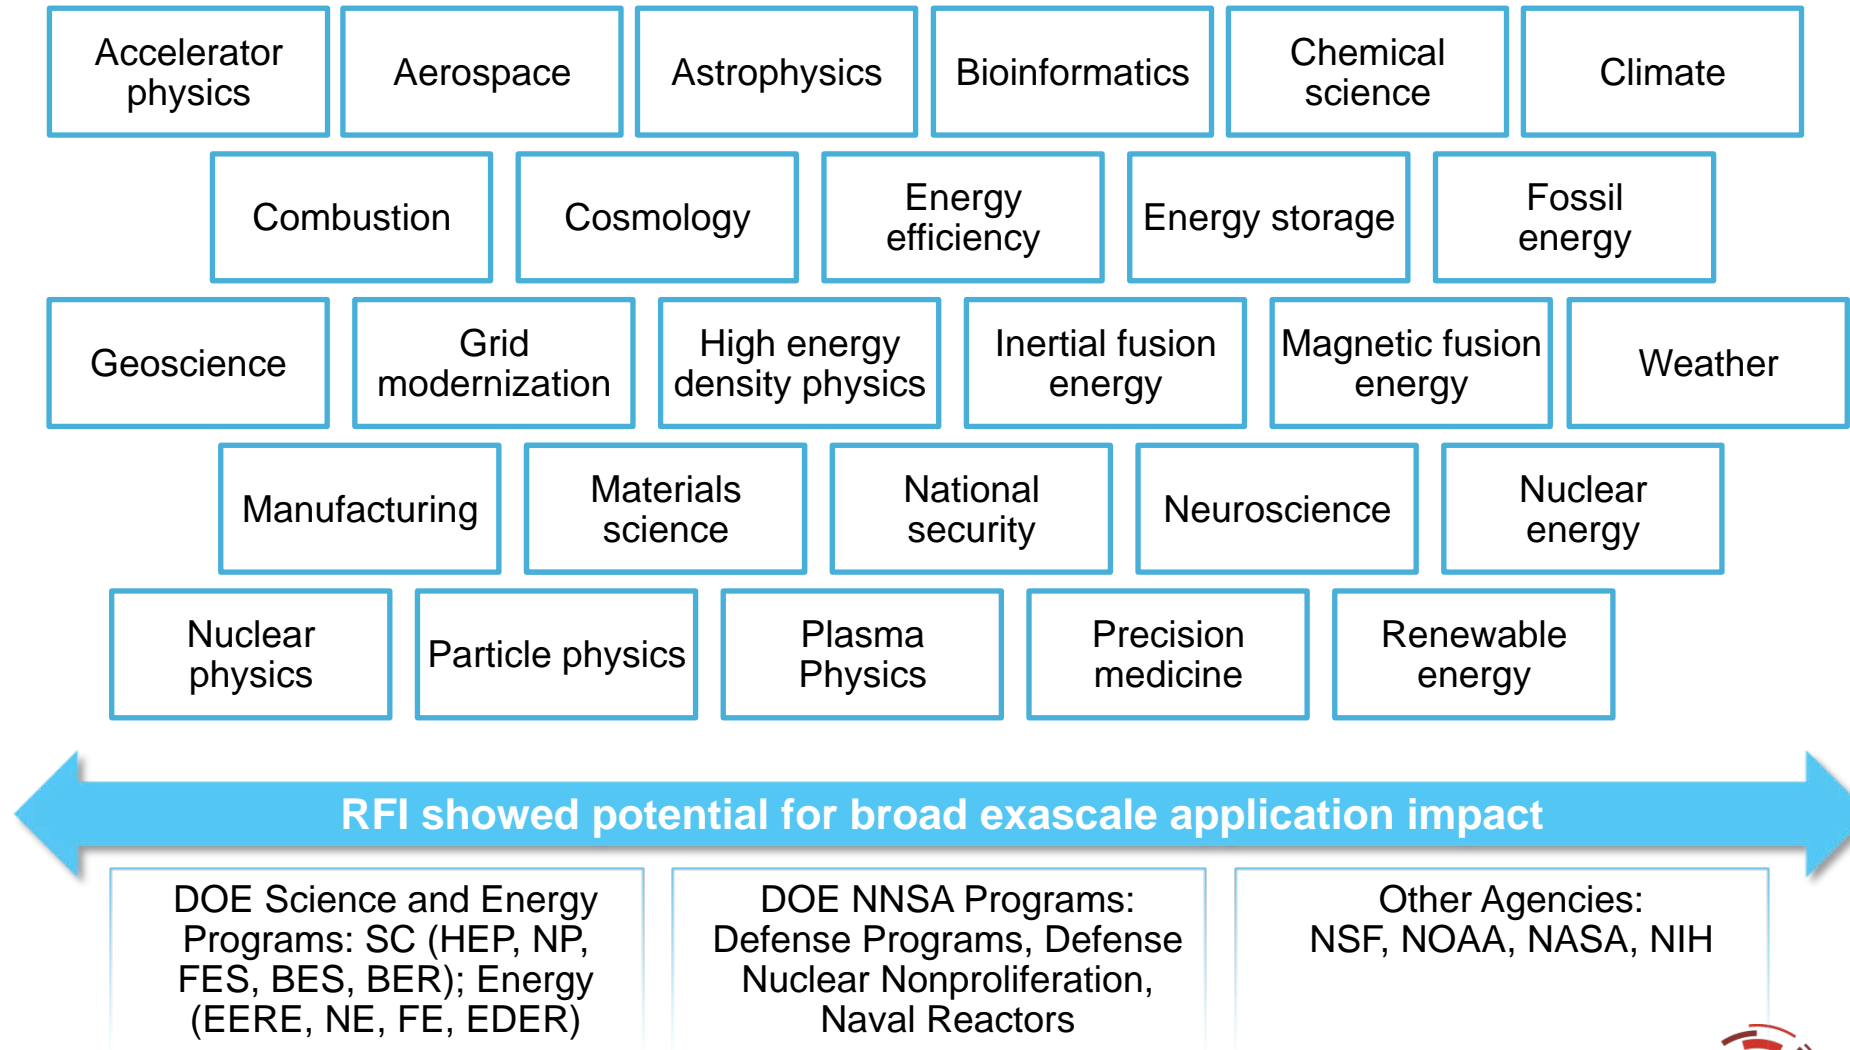 Accelerator
physics
Aerospace
Astrophysics
Bioinformatics
Chemical
science
Climate
Combustion
Cosmology
Energy
efficiency
Energy storage
Fossil
energy
Geoscience
Grid
modernization
High energy
density physics
Inertial fusion
energy
Magnetic fusion
energy
Weather
Manufacturing
Materials
science
National
security
Neuroscience
Nuclear
energy
Nuclear
physics
Particle physics
Plasma
Physics
Precision
medicine
Renewable
energy
RFI showed potential for broad exascale application impact
DOE Science and Energy
Programs: SC (HEP, NP,
FES, BES, BER); Energy
(EERE, NE, FE, EDER)
DOE NNSA Programs:
Defense Programs, Defense
Nuclear Nonproliferation,
Naval Reactors
Other Agencies:
NSF, NOAA, NASA, NIH